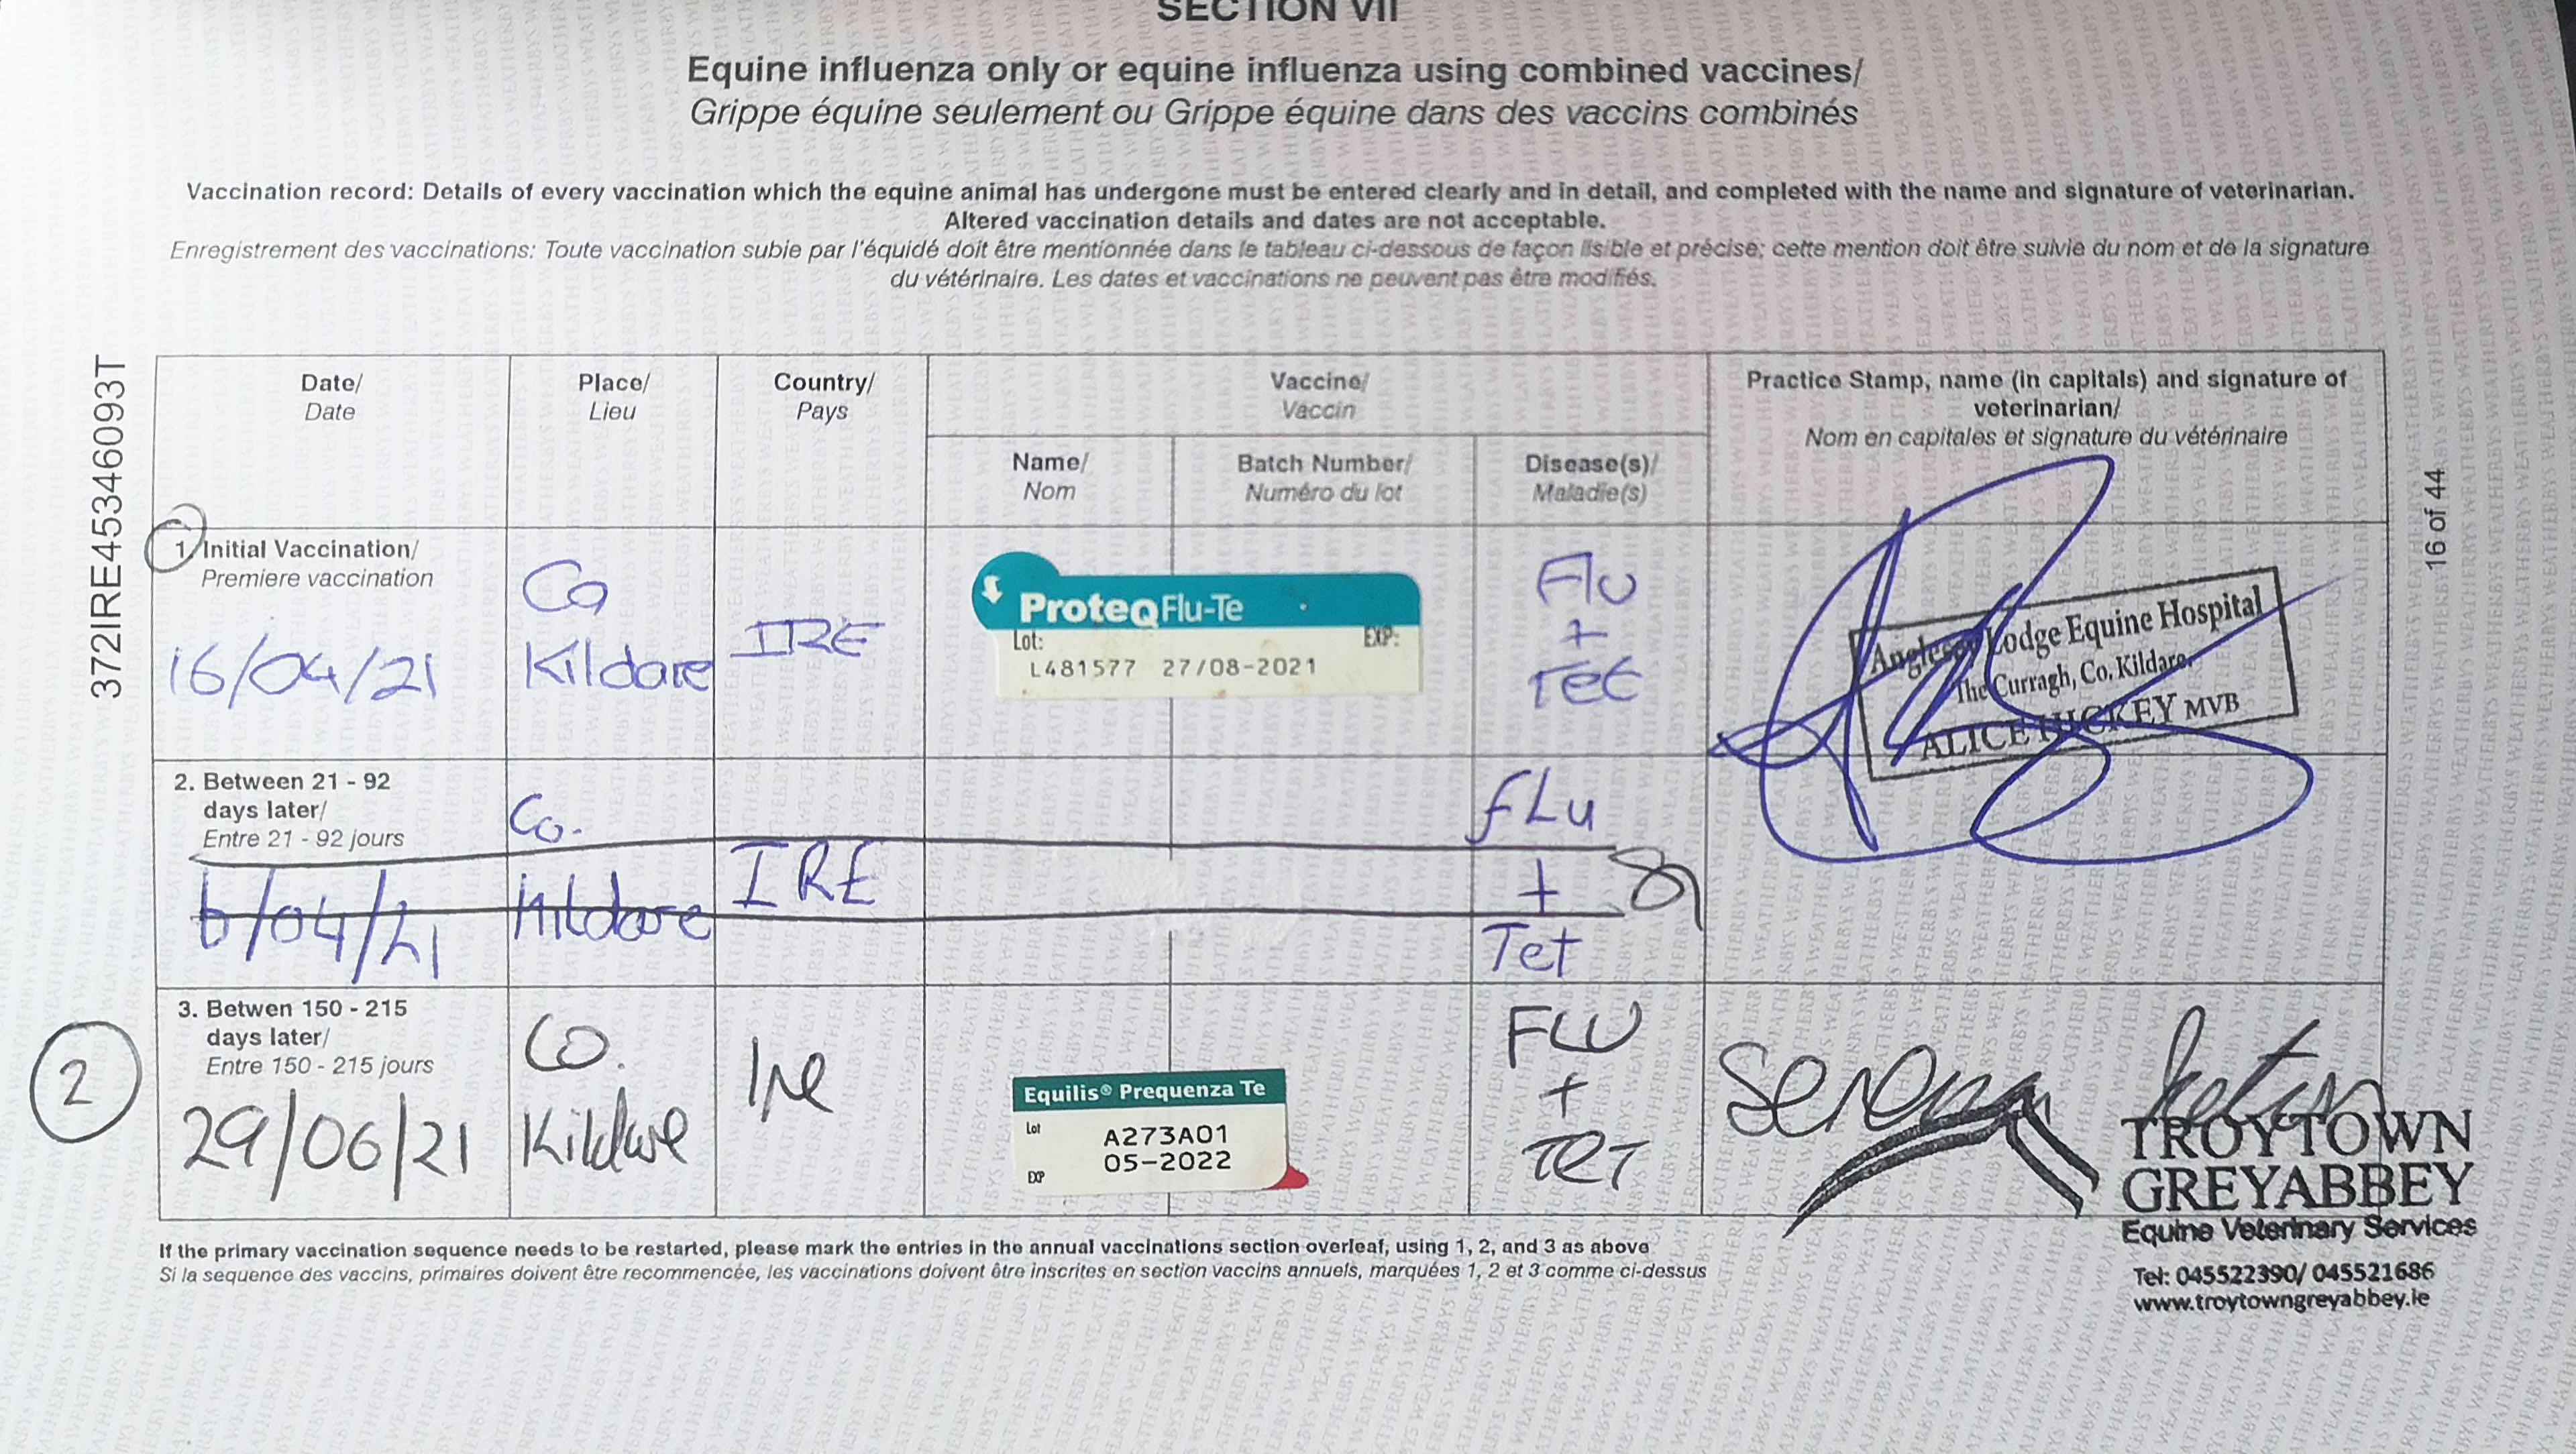 SECTION VII
Equine influenza only or equine influenza using combined vaccines/
Grippe équine seulement ou Grippe équine dans des vaccins combinés
Vaccination record: Details of every vaccination which the equine animal has undergone must be entered clearly and in detail, and completed with the name and signature of veterinarian.
Altered vaccination details and dates are not acceptable.
Enregistrement des vaccinations: Toute vaccination subie par l'équidé doit être mentionnée dans le tableau ci-dessous de façon lisible et précise; cette mention doit être suivie du nom et de la signature
du vétérinaire. Les dates et vaccinations ne peuvent pas être modifiés.
372IRE45346093T
16 of 44
Date/
Date
Place/
Lieu
Country/
Pays
Vaccine/
Vaccin
Practice Stamp, name (in capitals) and signature of
veterinarian/
Nom en capitales et signature du vétérinaire
Name/
Nom
Batch Number/
Numéro du lot
Disease(s)/
Maladie(s)
1. Initial Vaccination/
Premiere vaccination
16/04/21
Co
Kildare
IRE
ProteqFlu-Te
Lot: EXP:
L481577 27/08-2021
Flu
+
Tet
Anglesey Lodge Equine Hospital
The Curragh, Co. Kildare.
ALICE HICKEY MVB
2. Between 21 - 92
days later/
Entre 21 - 92 jours
6/04/21
Co.
Kildare
IRE
fLu
+
Tet
3. Betwen 150 - 215
days later/
Entre 150 - 215 jours
2
29/06/21
Co.
Kildare
Ire
Equilis® Prequenza Te
Lot A273A01
EXP 05-2022
FLU
+
TET
Serena
TROYTOWN
GREYABBEY
Equine Veterinary Services
Tel: 045522390/ 045521686
www.troytowngreyabbey.ie
If the primary vaccination sequence needs to be restarted, please mark the entries in the annual vaccinations section overleaf, using 1, 2, and 3 as above
Si la sequence des vaccins, primaires doivent être recommencée, les vaccinations doivent être inscrites en section vaccins annuels, marquées 1, 2 et 3 comme ci-dessus